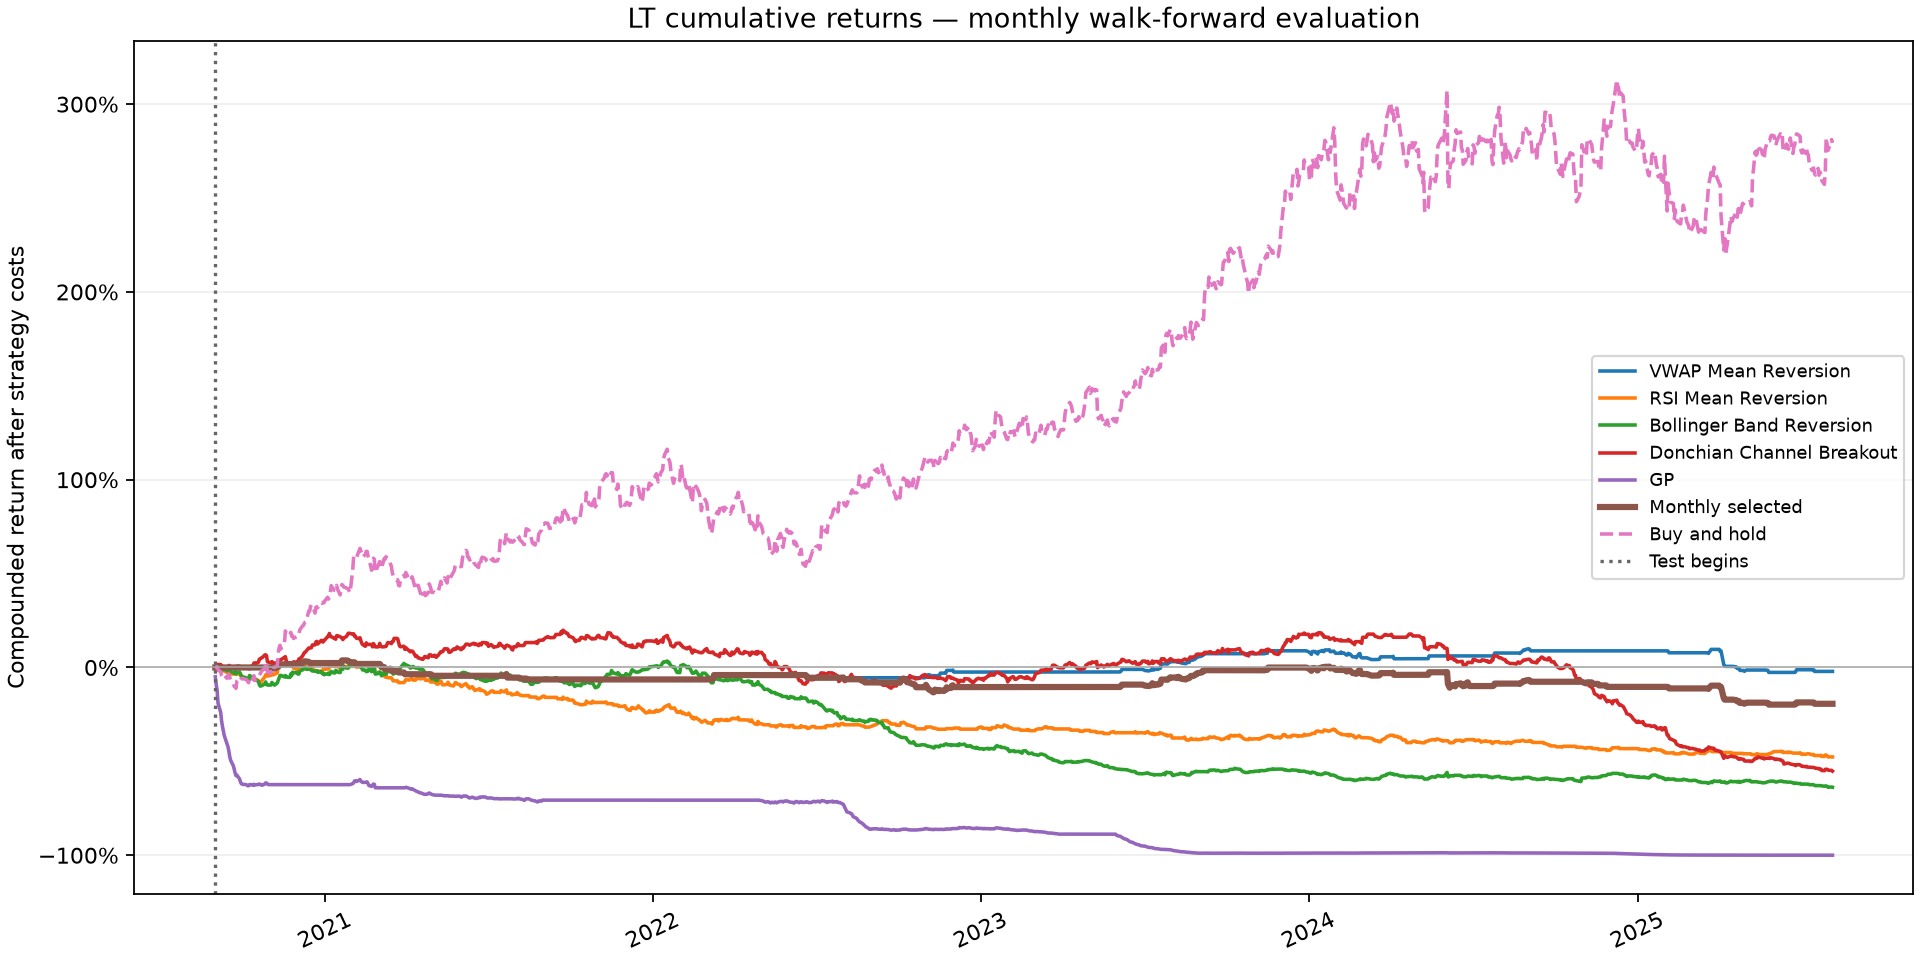 LT cumulative returns — monthly walk-forward evaluation
Compounded return after strategy costs
300%
200%
100%
0%
−100%
VWAP Mean Reversion
RSI Mean Reversion
Bollinger Band Reversion
Donchian Channel Breakout
GP
Monthly selected
Buy and hold
Test begins
2021
2022
2023
2024
2025